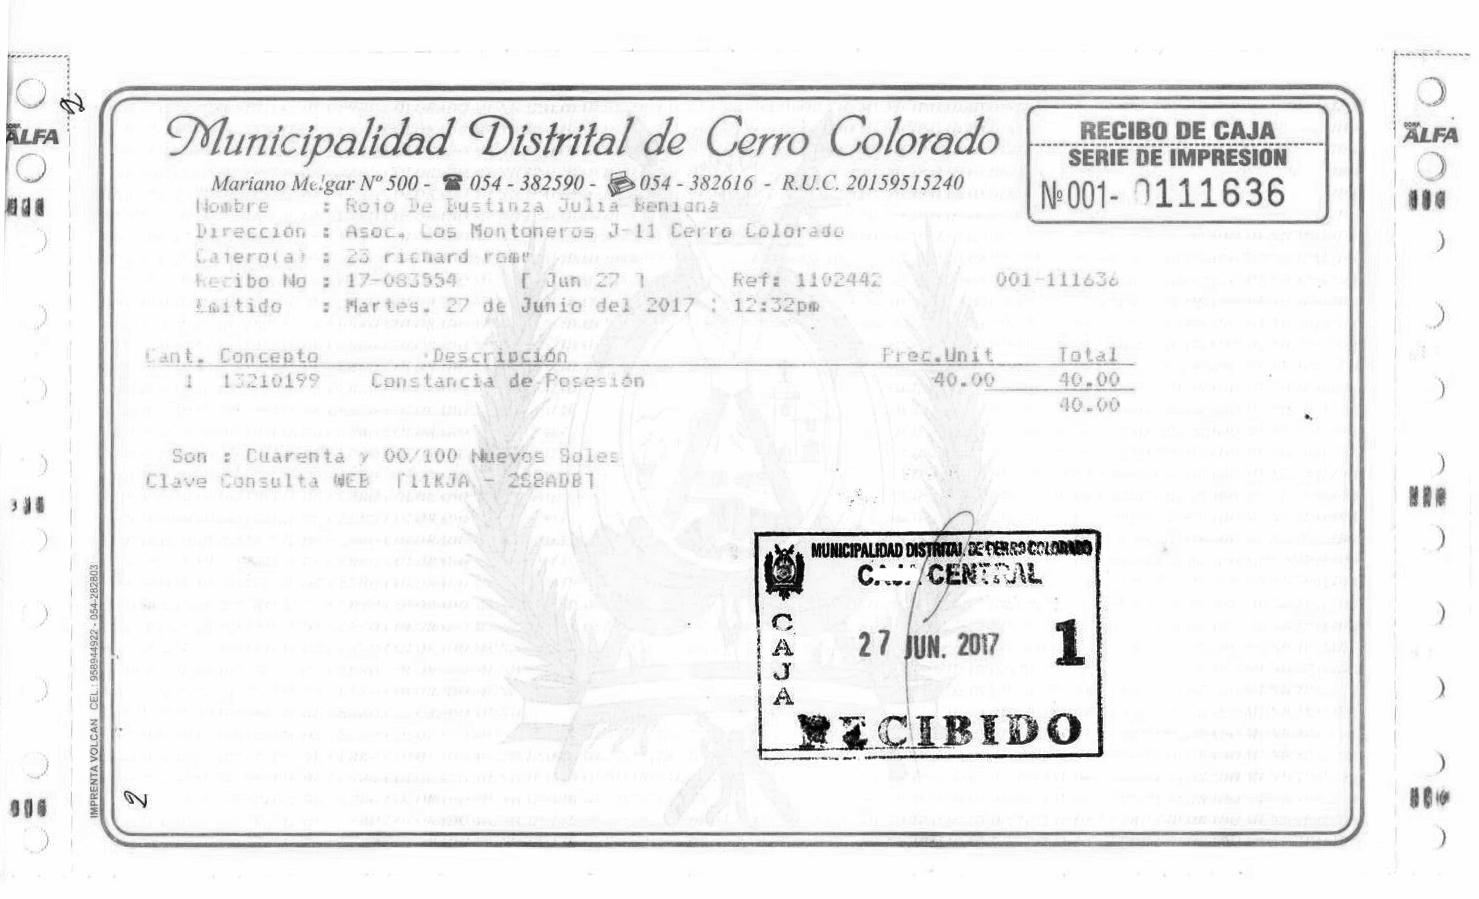 ALFA
ALFA
Municipalidad Distrital de Cerro Colorado
Mariano Melgar Nº 500 - 054 - 382590 - 054 - 382616 - R.U.C. 20159515240
RECIBO DE CAJA
SERIE DE IMPRESION
Nº 001- 0111636
Nombre : Rojo De Bustinza Julia Benigna
Dirección : Asoc. Los Montoneros J-11 Cerro Colorado
Cajero(a) : 23 richard
Recibo No : 17-083554 [ Jun 27 ] Ref: 1102442 001-111636
Emitido : Martes, 27 de Junio del 2017 : 12:32pm
Cant. Concepto Descripción Prec.Unit Total
1 13210199 Constancia de Posesión 40.00 40.00
40.00
Son : Cuarenta y 00/100 Nuevos Soles
Clave Consulta WEB [11KJA - 2S8ADB]
MUNICIPALIDAD DISTRITAL DE CERRO COLORADO
CAJA CENTRAL
CAJA
27 JUN. 2017 1
RECIBIDO
IMPRENTA VOLCAN CEL.: 958944922 - 054-282803
2
2